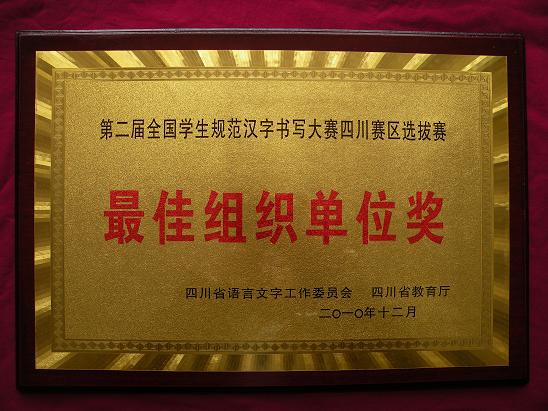 第二届全国学生规范汉字书写大赛四川赛区选拔赛
最佳组织单位奖
四川省语言文字工作委员会 四川省教育厅
二〇一〇年十二月